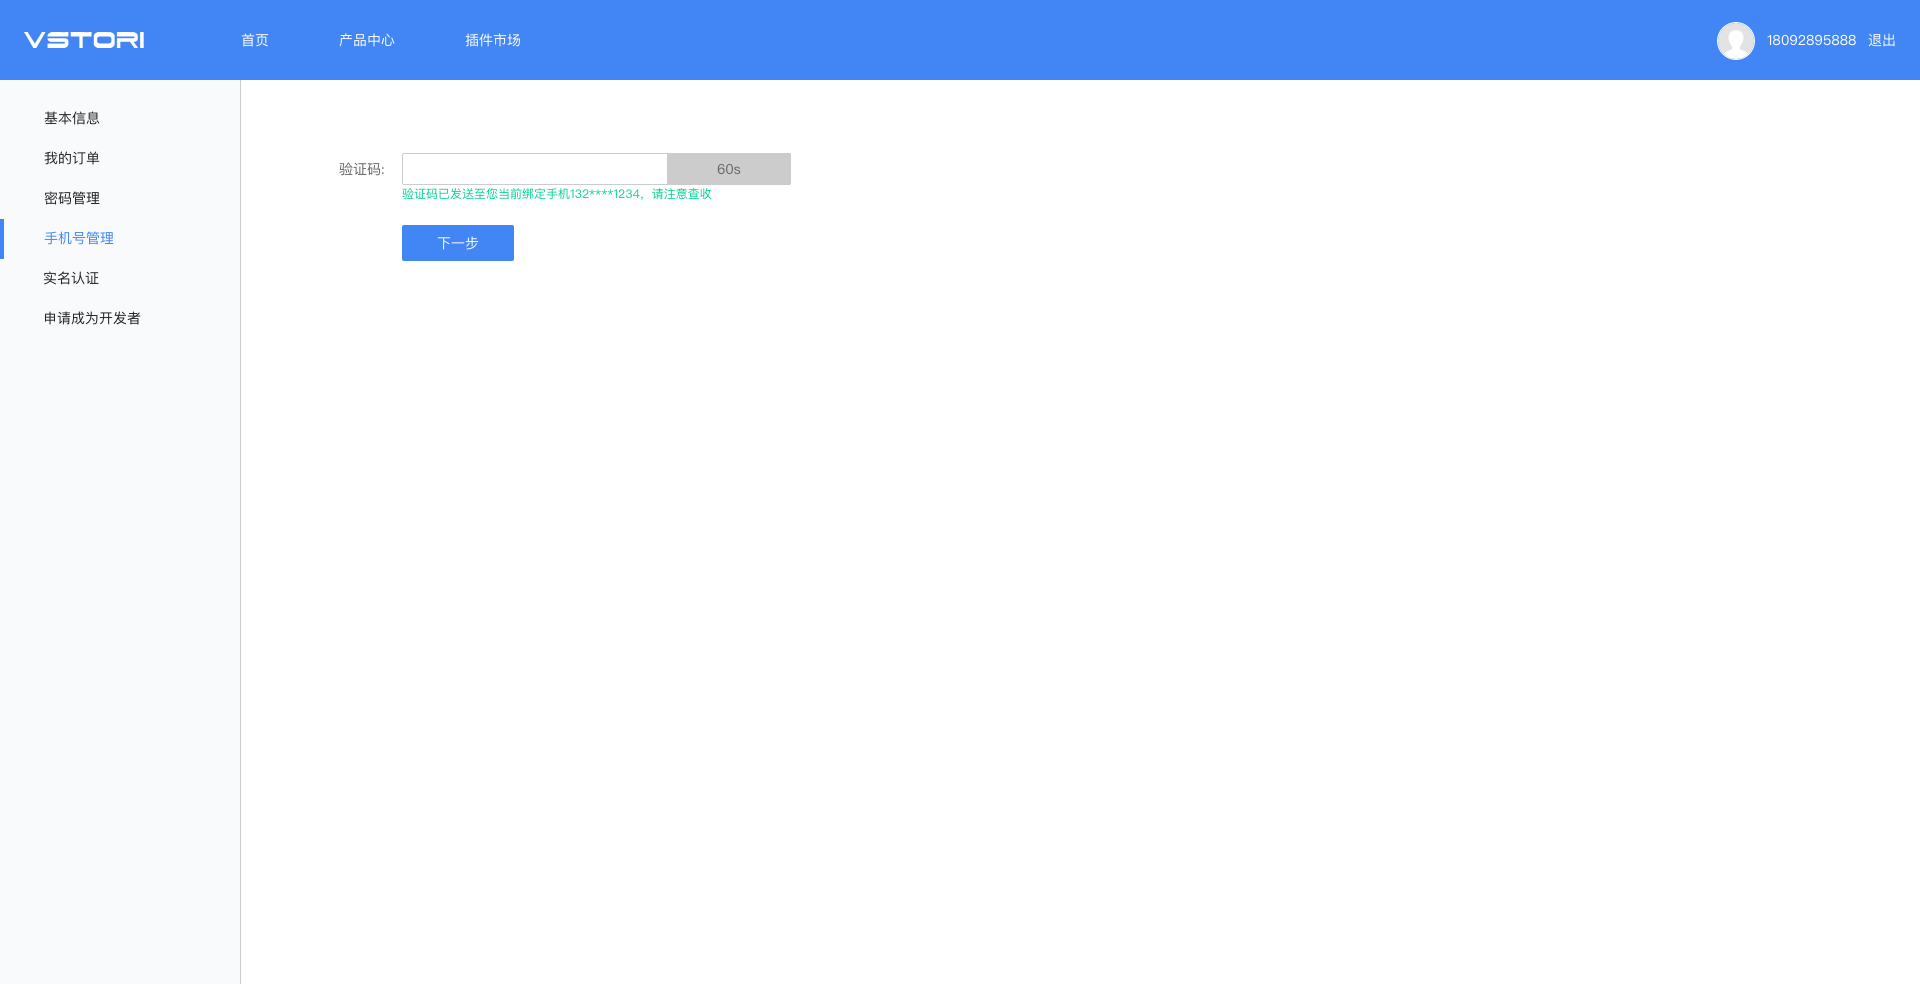 VSTORI
首页
产品中心
插件市场
18092895888
退出
基本信息
我的订单
密码管理
手机号管理
实名认证
申请成为开发者
验证码:
60s
验证码已发送至您当前绑定手机132****1234，请注意查收
下一步